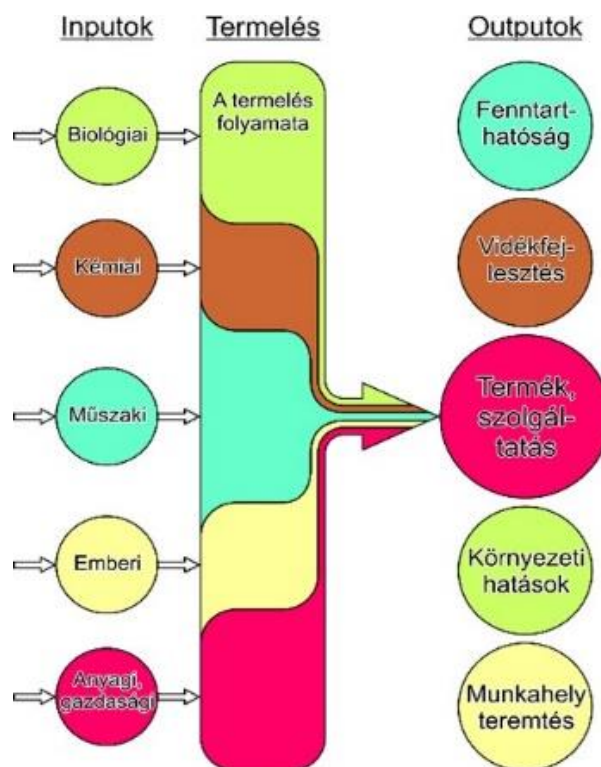 Inputok
Termelés
Outputok
A termelés
folyamata
Biológiai
Kémiai
Műszaki
Emberi
Anyagi,
gazdasági
Fenntart-
hatóság
Vidékfej-
lesztés
Termék,
szolgál-
tatás
Környezeti
hatások
Munkahely
teremtés